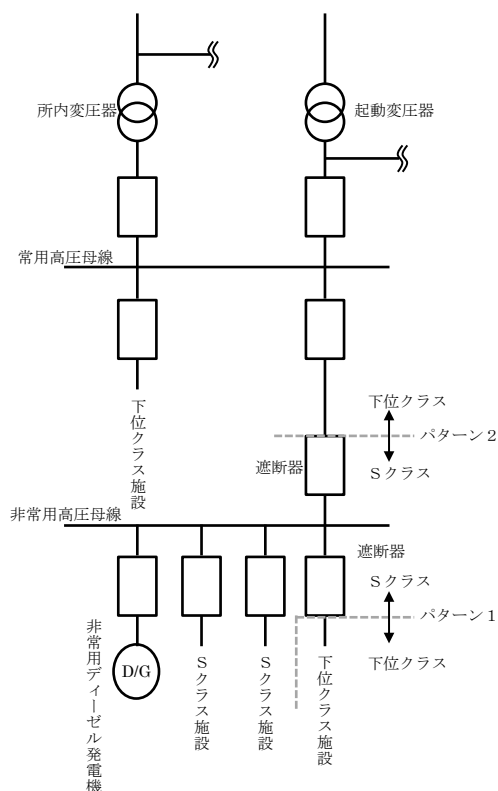 所内変圧器
起動変圧器
常用高圧母線
下位クラス施設
下位クラス
パターン２
遮断器
Ｓクラス
非常用高圧母線
遮断器
Ｓクラス
パターン１
下位クラス
D/G
非常用ディーゼル発電機
Ｓクラス施設
Ｓクラス施設
下位クラス施設